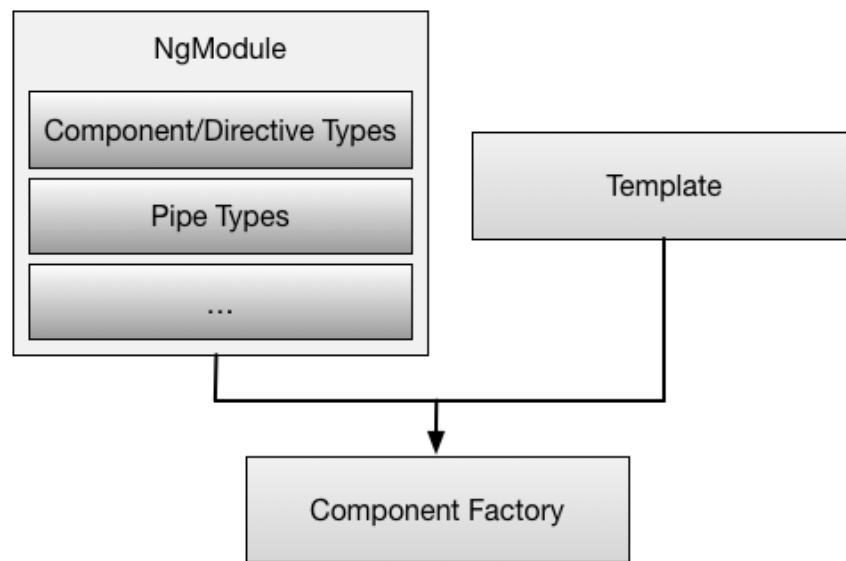 NgModule
Component/Directive Types
Pipe Types
...
Template
Component Factory